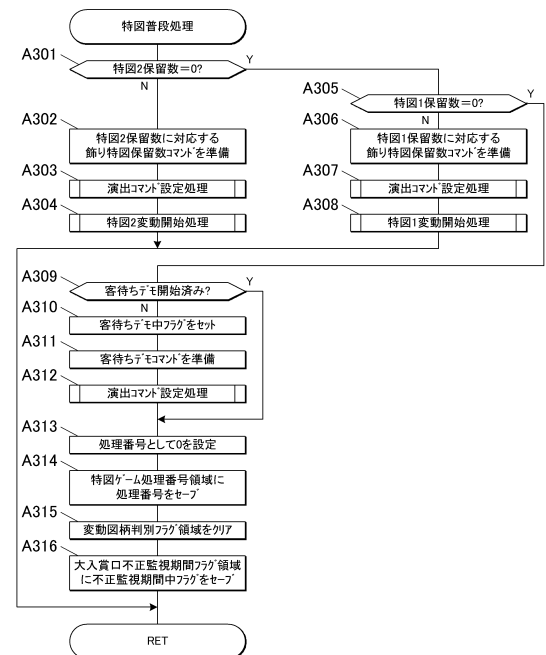 特図普段処理
A301
特図2保留数=0?
Y
N
A302
特図2保留数に対応する
飾り特図保留数コマンドを準備
A303
演出コマンド設定処理
A304
特図2変動開始処理
A305
特図1保留数=0?
Y
N
A306
特図1保留数に対応する
飾り特図保留数コマンドを準備
A307
演出コマンド設定処理
A308
特図1変動開始処理
A309
客待ちデモ開始済み?
Y
N
A310
客待ちデモ中フラグをセット
A311
客待ちデモコマンドを準備
A312
演出コマンド設定処理
A313
処理番号として0を設定
A314
特図ゲーム処理番号領域に
処理番号をセーブ
A315
変動図柄判別フラグ領域をクリア
A316
大入賞口不正監視期間フラグ領域
に不正監視期間中フラグをセーブ
RET